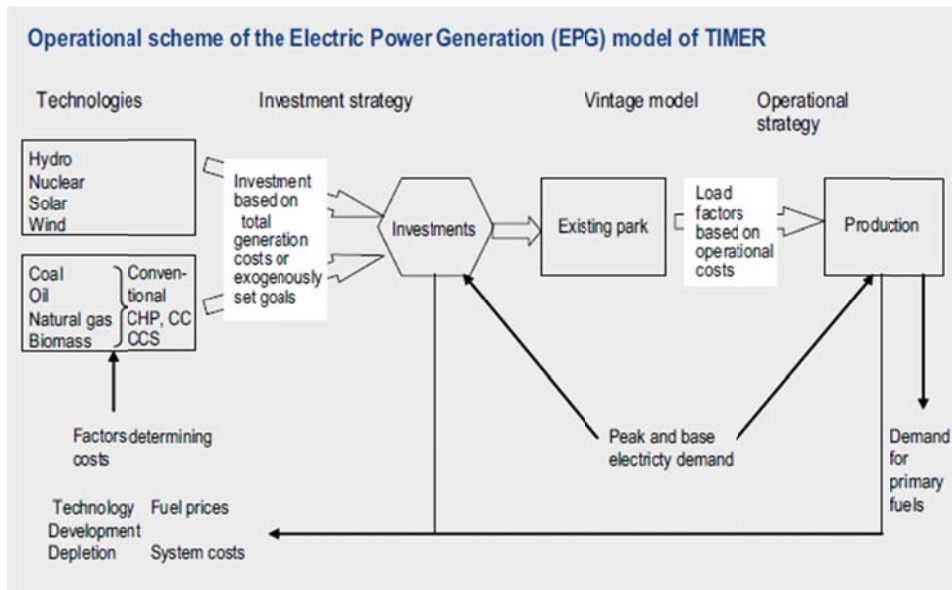 Operational scheme of the Electric Power Generation (EPG) model of TIMER
Technologies
Investment strategy
Vintage model
Operational
strategy
Hydro
Nuclear
Solar
Wind
Coal
Oil
Natural gas
Biomass
Conven-
tional
CHP, CC
CCS
Investment
based on
total
generation
costs or
exogenously
set goals
Investments
Existing park
Load
factors
based on
operational
costs
Production
Factors determining
costs
Peak and base
electricty demand
Demand
for
primary
fuels
Technology Fuel prices
Development
Depletion System costs